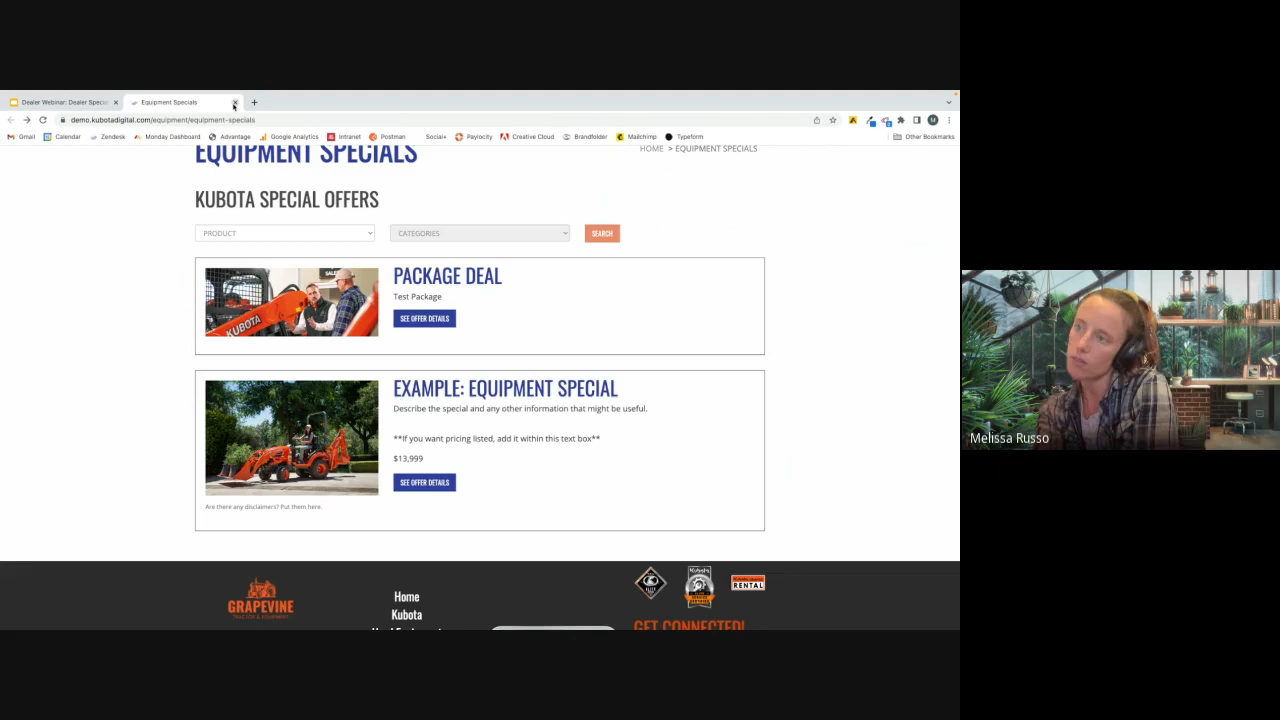 Dealer Webinar: Dealer Speci
Equipment Specials
demo.kubotadigital.com/equipment/equipment-specials
Gmail
Calendar
Zendesk
Monday Dashboard
Advantage
Google Analytics
Intranet
Postman
Social+
Paylocity
Creative Cloud
Brandfolder
Mailchimp
Typeform
Other Bookmarks
EQUIPMENT SPECIALS
HOME > EQUIPMENT SPECIALS
KUBOTA SPECIAL OFFERS
PRODUCT
CATEGORIES
SEARCH
PACKAGE DEAL
Test Package
SEE OFFER DETAILS
KUBOTA
EXAMPLE: EQUIPMENT SPECIAL
Describe the special and any other information that might be useful.
**If you want pricing listed, add it within this text box**
$13,999
SEE OFFER DETAILS
Are there any disclaimers? Put them here.
GRAPEVINE
TRACTOR & EQUIPMENT
Home
Kubota
Kubota
RENTAL
GET CONNECTED!
Melissa Russo